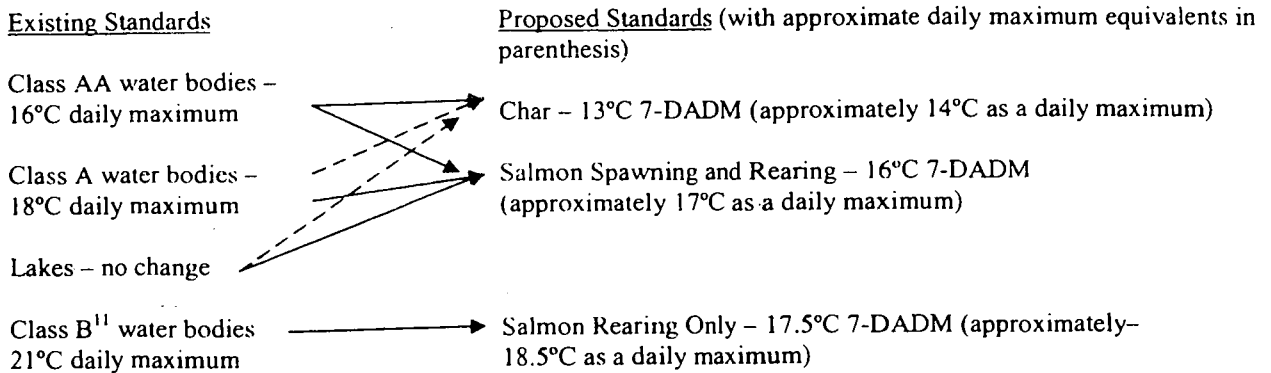 Existing Standards
Proposed Standards (with approximate daily maximum equivalents in
parenthesis)
Class AA water bodies –
16°C daily maximum
Char – 13°C 7-DADM (approximately 14°C as a daily maximum)
Class A water bodies –
18°C daily maximum
Salmon Spawning and Rearing – 16°C 7-DADM
(approximately 17°C as a daily maximum)
Lakes – no change
Class B¹¹ water bodies
21°C daily maximum
Salmon Rearing Only – 17.5°C 7-DADM (approximately–
18.5°C as a daily maximum)